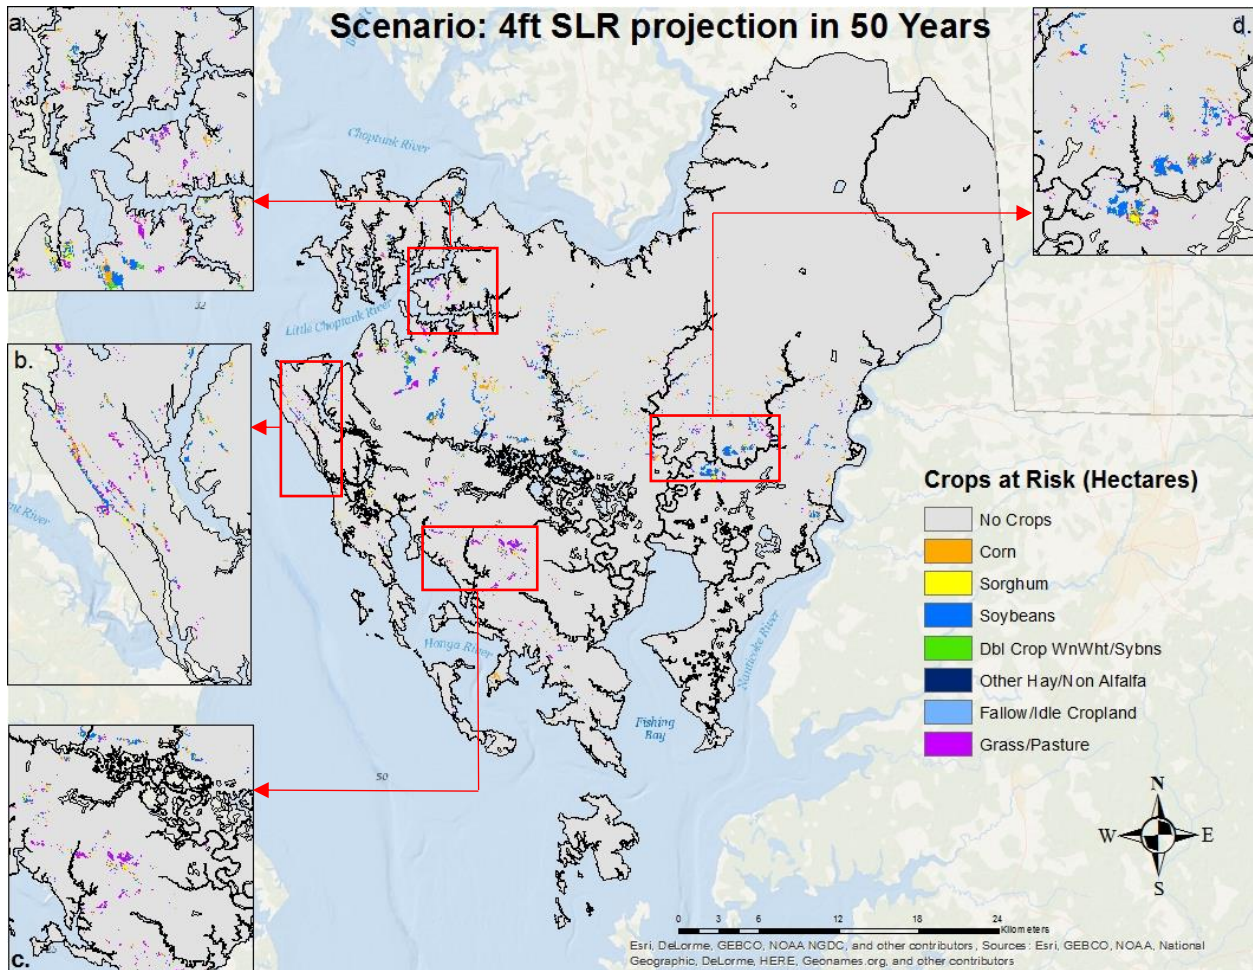 Scenario: 4ft SLR projection in 50 Years
a.
d.
Choptank River
32
Little Choptank River
b.
River
Crops at Risk (Hectares)
No Crops
Corn
Sorghum
Soybeans
Dbl Crop WnWht/Sybns
Other Hay/Non Alfalfa
Fallow/Idle Cropland
Grass/Pasture
Honga River
Nanticoke River
Fishing
Bay
50
c.
N
W
E
S
0 3 6 12 18 24
Kilometers
Esri, DeLorme, GEBCO, NOAA NGDC, and other contributors, Sources: Esri, GEBCO, NOAA, National
Geographic, DeLorme, HERE, Geonames.org, and other contributors